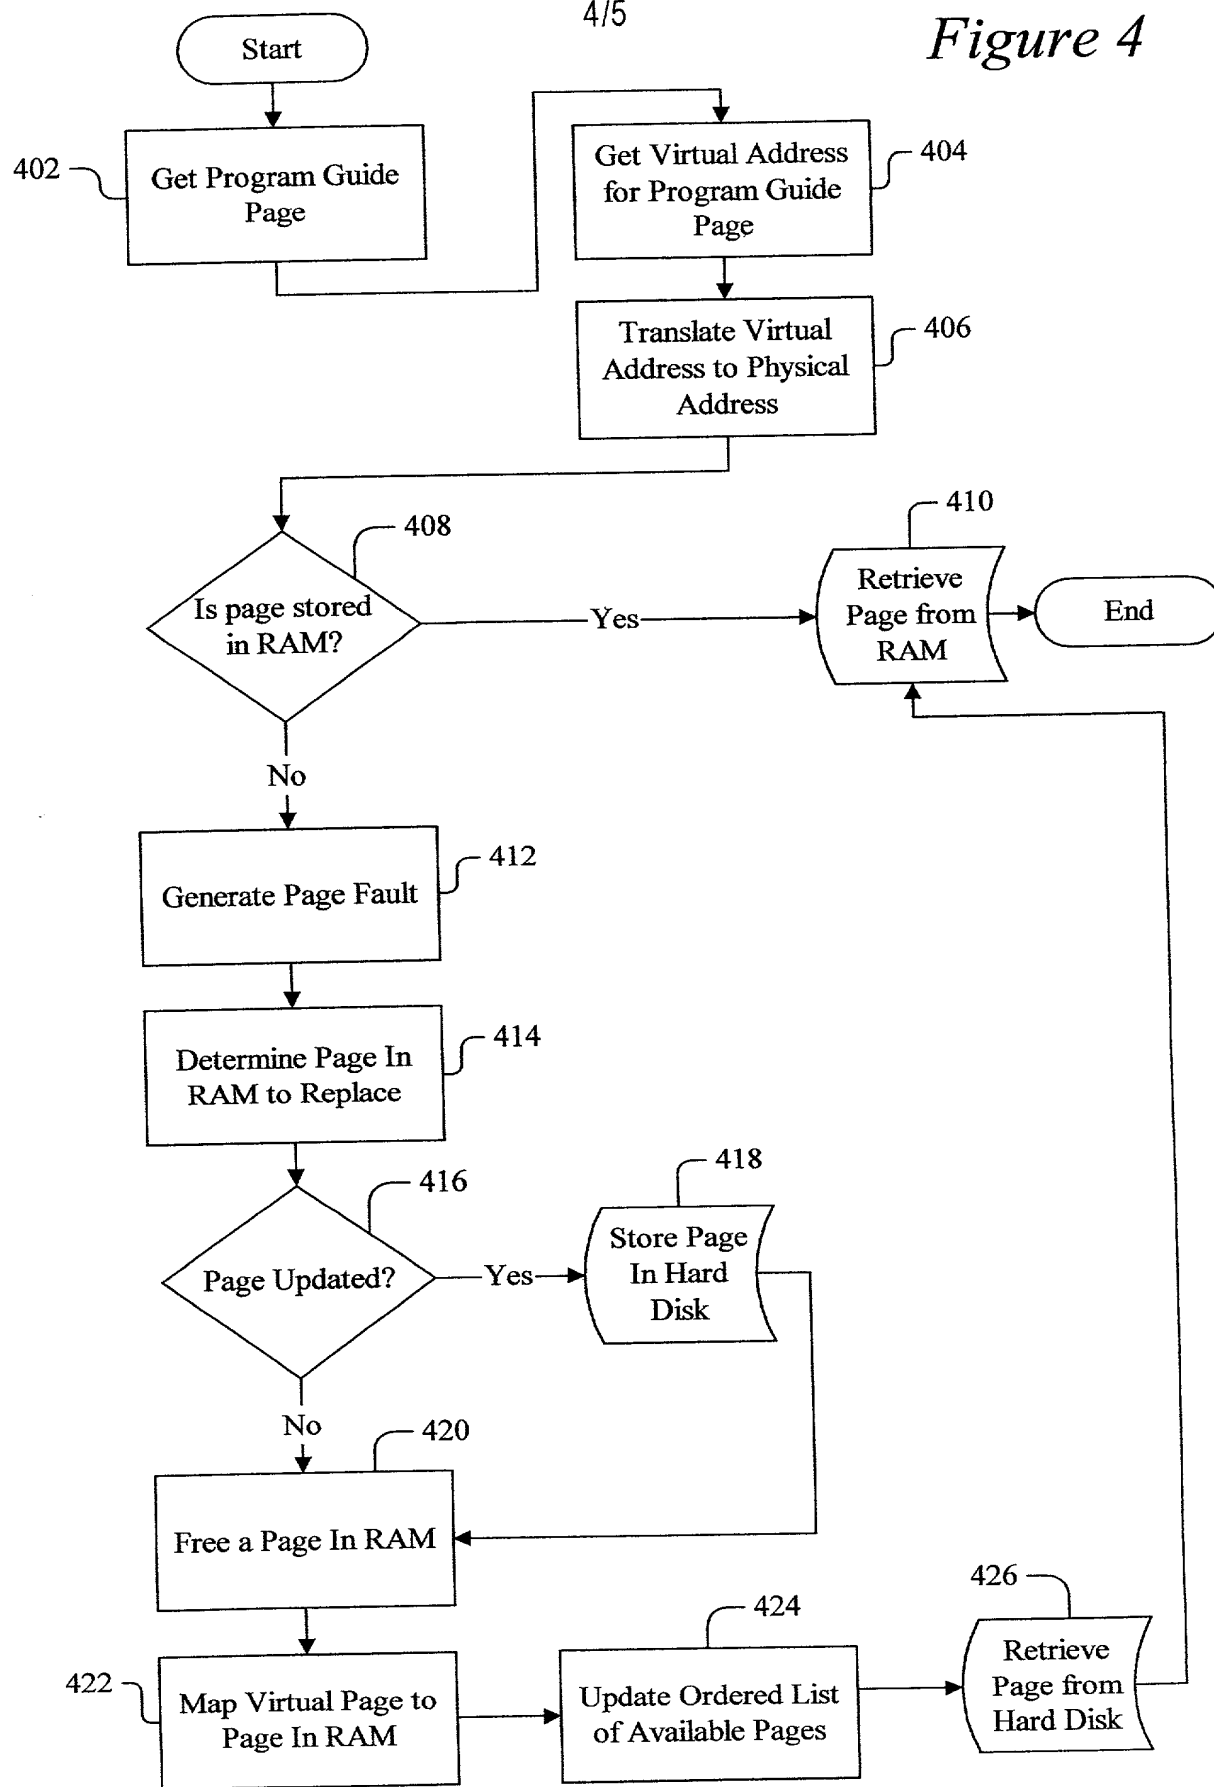 4/5
Figure 4
Start
402
Get Program Guide
Page
Get Virtual Address
for Program Guide
Page
404
Translate Virtual
Address to Physical
Address
406
408
Is page stored
in RAM?
Yes
410
Retrieve
Page from
RAM
End
No
Generate Page Fault
412
Determine Page In
RAM to Replace
414
416
Page Updated?
Yes
418
Store Page
In Hard
Disk
No
420
Free a Page In RAM
422
Map Virtual Page to
Page In RAM
424
Update Ordered List
of Available Pages
426
Retrieve
Page from
Hard Disk